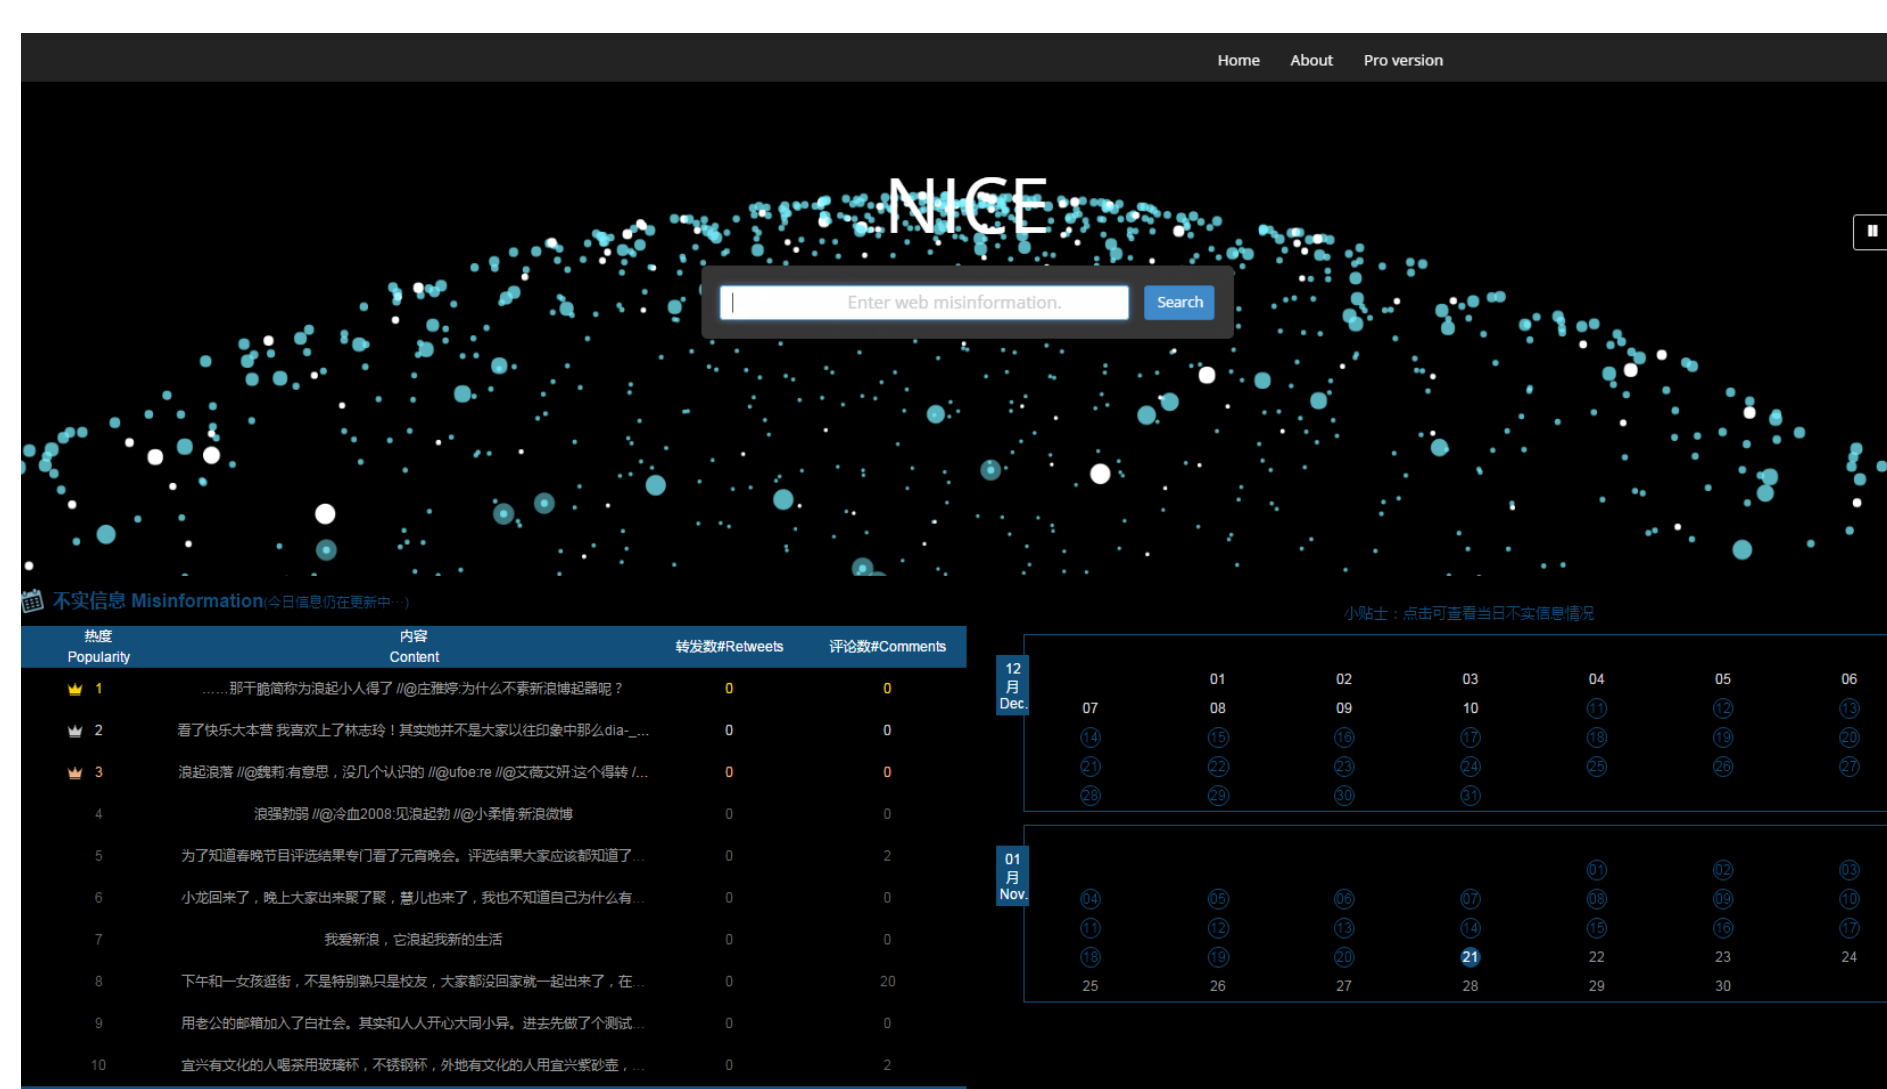 Home About Pro version
NICE
Enter web misinformation. Search
不实信息 Misinformation(今日信息仍在更新中…)
小贴士：点击可查看当日不实信息情况
热度 内容 转发数#Retweets 评论数#Comments
Popularity Content
1 ……那干脆简称为浪起小人得了 //@庄雅婷:为什么不素新浪博起器呢？ 0 0
2 看了快乐大本营 我喜欢上了林志玲！其实她并不是大家以往印象中那么dia-_... 0 0
3 浪起浪落 //@魏莉:有意思，没几个认识的 //@ufoe:re //@艾薇艾妍:这个得转 /... 0 0
4 浪强勃弱 //@冷血2008:见浪起勃 //@小柔情:新浪微博 0 0
5 为了知道春晚节目评选结果专门看了元宵晚会。评选结果大家应该都知道了... 0 2
6 小龙回来了，晚上大家出来聚了聚，慧儿也来了，我也不知道自己为什么有... 0 0
7 我爱新浪，它浪起我新的生活 0 0
8 下午和一女孩逛街，不是特别熟只是校友，大家都没回家就一起出来了，在... 0 20
9 用老公的邮箱加入了白社会。其实和人人开心大同小异。进去先做了个测试... 0 0
10 宜兴有文化的人喝茶用玻璃杯，不锈钢杯，外地有文化的人用宜兴紫砂壶，... 0 2
12
月
Dec.
01 02 03 04 05 06
07 08 09 10 11 12 13
14 15 16 17 18 19 20
21 22 23 24 25 26 27
28 29 30 31
01
月
Nov.
01 02 03
04 05 06 07 08 09 10
11 12 13 14 15 16 17
18 19 20 21 22 23 24
25 26 27 28 29 30